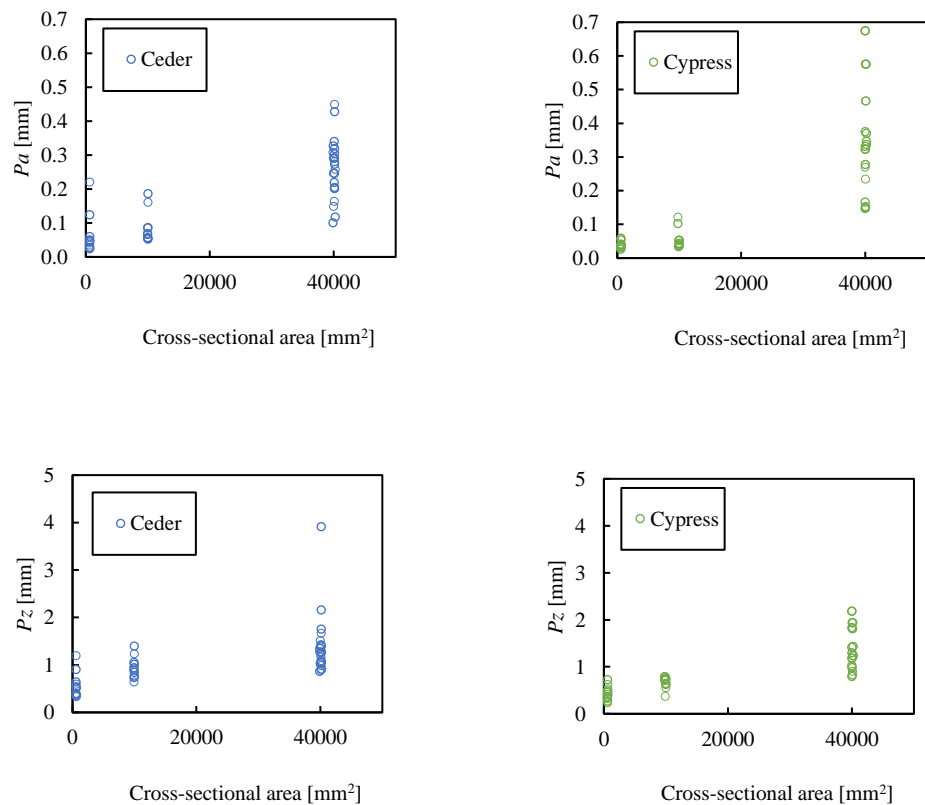 0.7
0.6
0.5
0.4
0.3
0.2
0.1
0.0
Pa [mm]
Ceder
0 20000 40000
Cross-sectional area [mm²]
0.7
0.6
0.5
0.4
0.3
0.2
0.1
0.0
Pa [mm]
Cypress
0 20000 40000
Cross-sectional area [mm²]
5
4
3
2
1
0
Pz [mm]
Ceder
0 20000 40000
Cross-sectional area [mm²]
5
4
3
2
1
0
Pz [mm]
Cypress
0 20000 40000
Cross-sectional area [mm²]